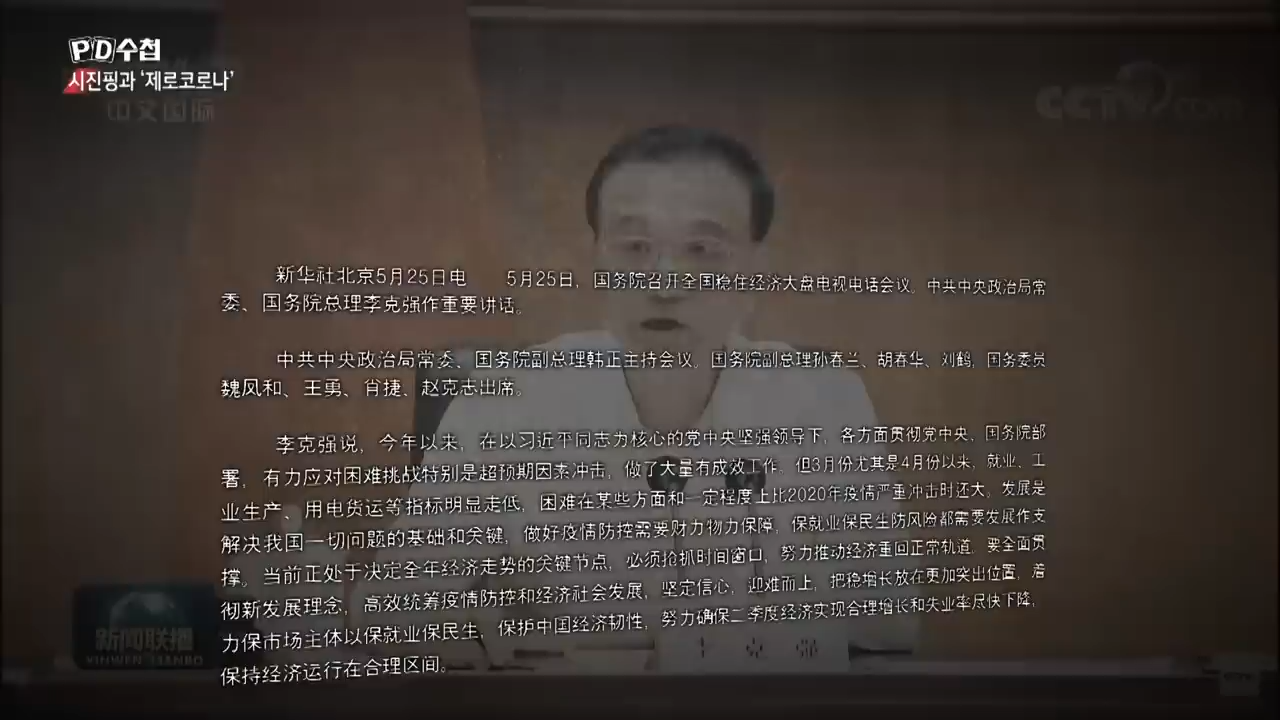 PD수첩
시진핑과 '제로코로나'
中文国际
CCTV.com
新华社北京5月25日电 5月25日，国务院召开全国稳住经济大盘电视电话会议。中共中央政治局常
委、国务院总理李克强作重要讲话。
中共中央政治局常委、国务院副总理韩正主持会议。国务院副总理孙春兰、胡春华、刘鹤，国务委员
魏凤和、王勇、肖捷、赵克志出席。
李克强说，今年以来，在以习近平同志为核心的党中央坚强领导下，各方面贯彻党中央、国务院部
署，有力应对困难挑战特别是超预期因素冲击，做了大量有成效工作。但3月份尤其是4月份以来，就业、工
业生产、用电货运等指标明显走低，困难在某些方面和一定程度上比2020年疫情严重冲击时还大。发展是
解决我国一切问题的基础和关键，做好疫情防控需要财力物力保障，保就业保民生防风险都需要发展作支
撑。当前正处于决定全年经济走势的关键节点，必须抢抓时间窗口，努力推动经济重回正常轨道。要全面贯
彻新发展理念，高效统筹疫情防控和经济社会发展，坚定信心，迎难而上，把稳增长放在更加突出位置，着
力保市场主体以保就业保民生，保护中国经济韧性，努力确保二季度经济实现合理增长和失业率尽快下降，
保持经济运行在合理区间。
新闻联播
XINWEN LIANBO
李克强